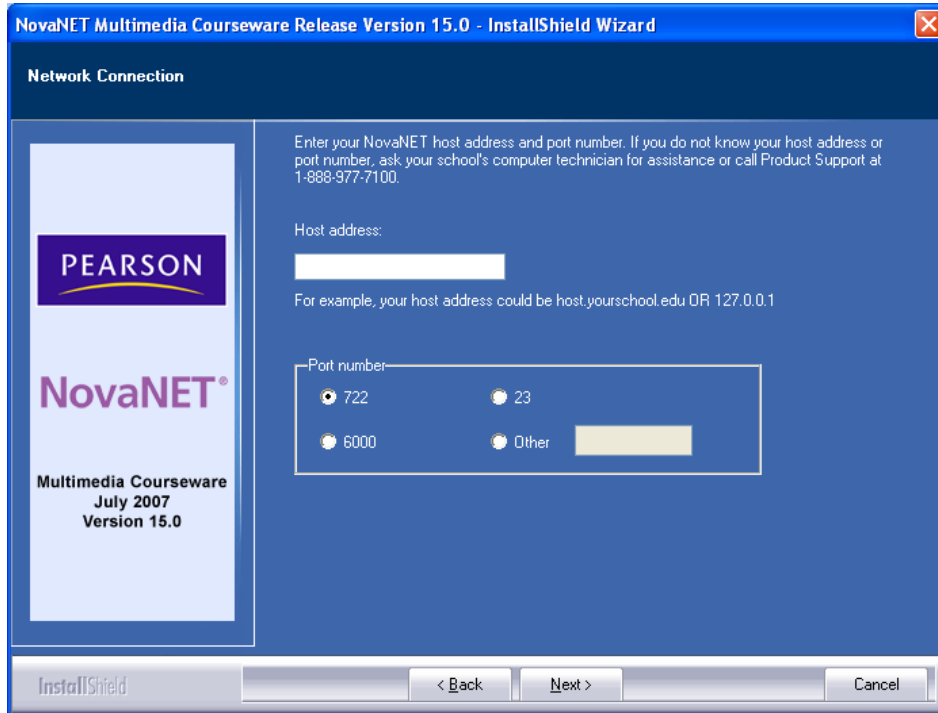 NovaNET Multimedia Courseware Release Version 15.0 - InstallShield Wizard
Network Connection
Enter your NovaNET host address and port number. If you do not know your host address or
port number, ask your school's computer technician for assistance or call Product Support at
1-888-977-7100.
Host address:
For example, your host address could be host.yourschool.edu OR 127.0.0.1
Port number
722
23
6000
Other
PEARSON
NovaNET®
Multimedia Courseware
July 2007
Version 15.0
InstallShield
< Back
Next >
Cancel